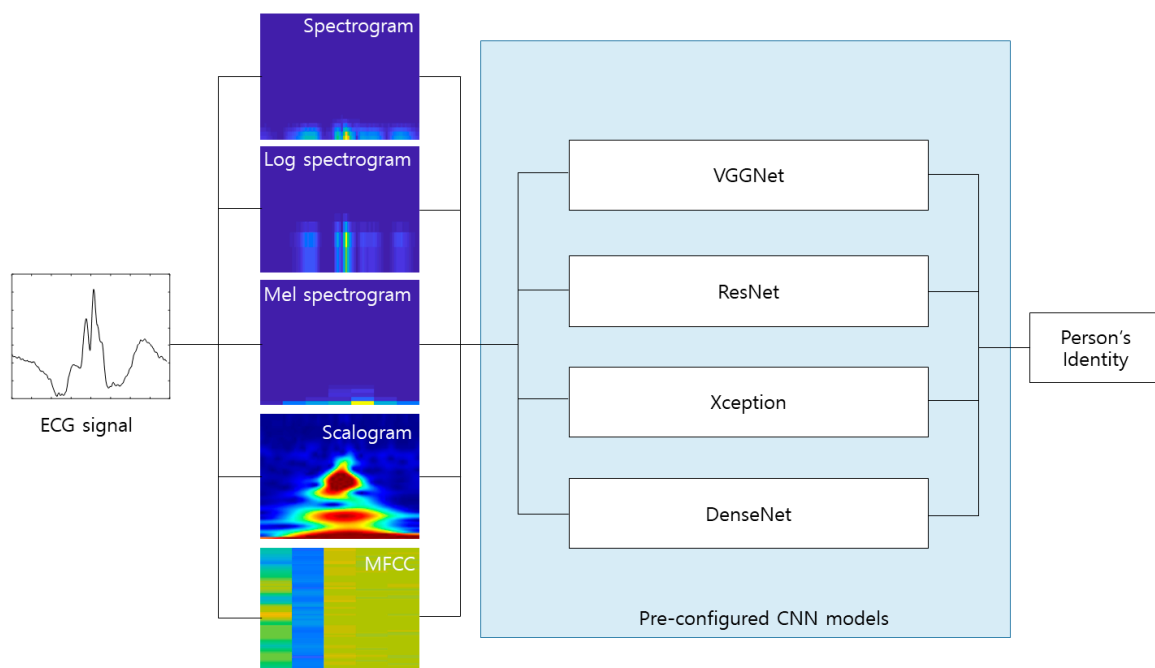 Spectrogram
Log spectrogram
Mel spectrogram
Scalogram
MFCC
ECG signal
VGGNet
ResNet
Xception
DenseNet
Pre-configured CNN models
Person's
Identity